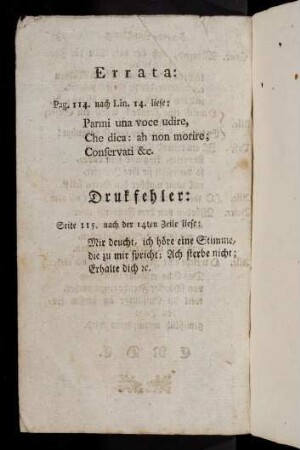 Errata:
Pag. 114. nach Lin. 14. liese:
Parmi una voce udire,
Che dica: ah non morire;
Conservati &c.
Drukfehler:
Seite 115. nach der 14ten Zeile liese:
Mir deucht, ich höre eine Stimme,
die zu mir spricht: Ach sterbe nicht;
Erhalte dich ꝛc.